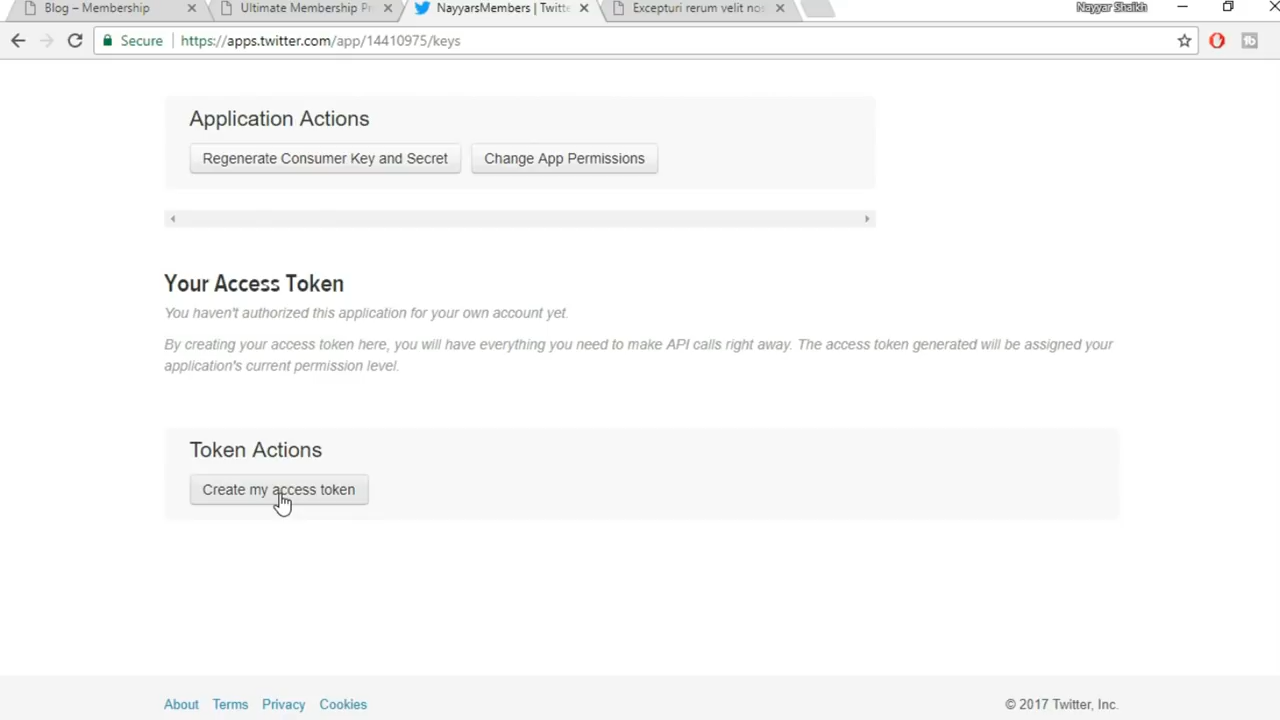 Blog – Membership
Ultimate Membership Pr
NayyarsMembers | Twitte
Excepturi rerum velit nos
Nayyar Shaikh
Secure
https://apps.twitter.com/app/14410975/keys
Application Actions
Regenerate Consumer Key and Secret
Change App Permissions
Your Access Token
You haven't authorized this application for your own account yet.
By creating your access token here, you will have everything you need to make API calls right away. The access token generated will be assigned your
application's current permission level.
Token Actions
Create my access token
About Terms Privacy Cookies
© 2017 Twitter, Inc.